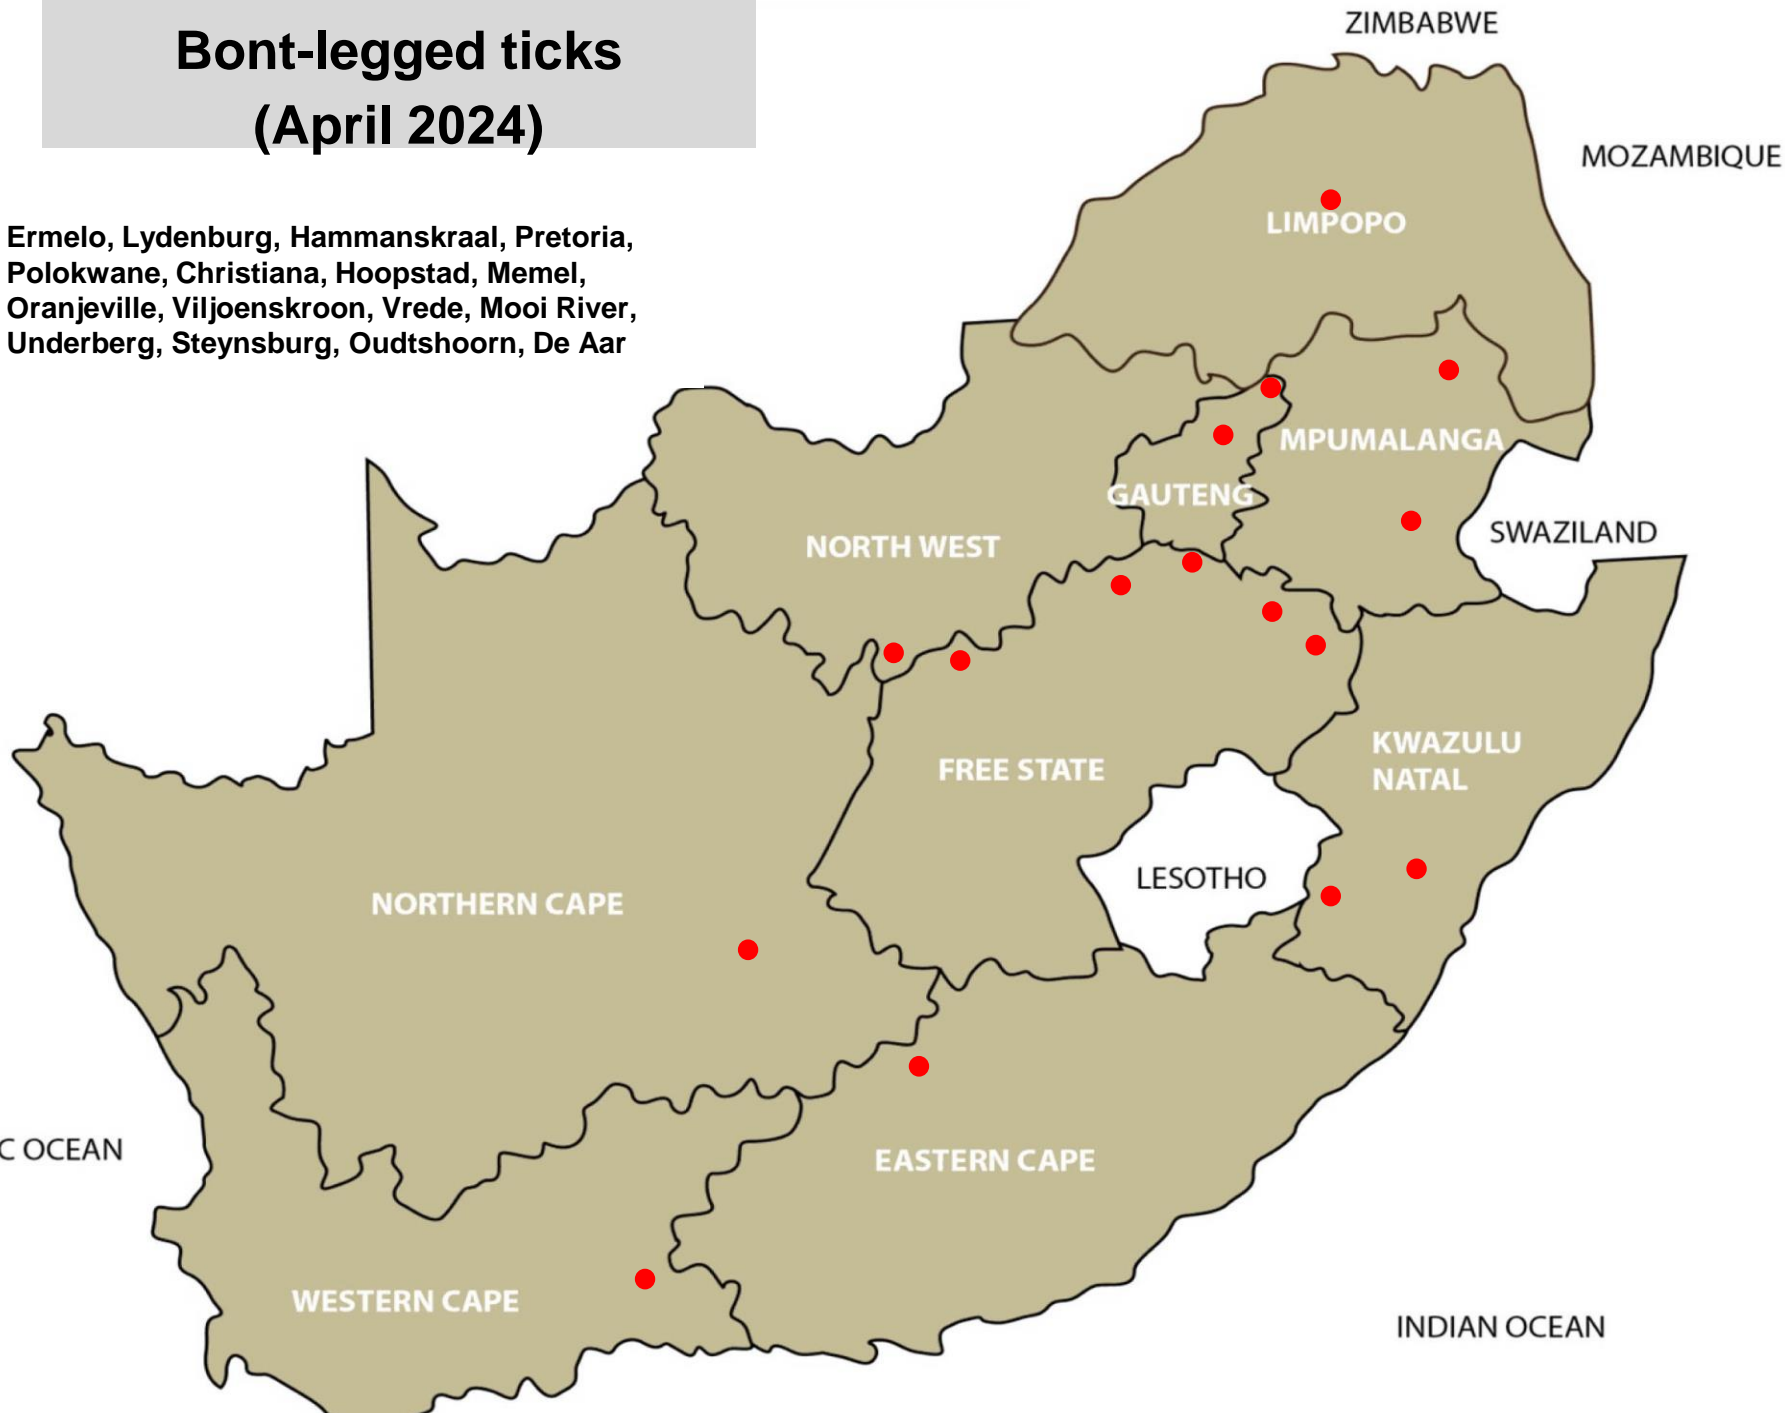 Bont-legged ticks
(April 2024)
Ermelo, Lydenburg, Hammanskraal, Pretoria,
Polokwane, Christiana, Hoopstad, Memel,
Oranjeville, Viljoenskroon, Vrede, Mooi River,
Underberg, Steynsburg, Oudtshoorn, De Aar
ZIMBABWE
MOZAMBIQUE
LIMPOPO
MPUMALANGA
GAUTENG
SWAZILAND
NORTH WEST
KWAZULU
NATAL
FREE STATE
LESOTHO
NORTHERN CAPE
C OCEAN
EASTERN CAPE
WESTERN CAPE
INDIAN OCEAN